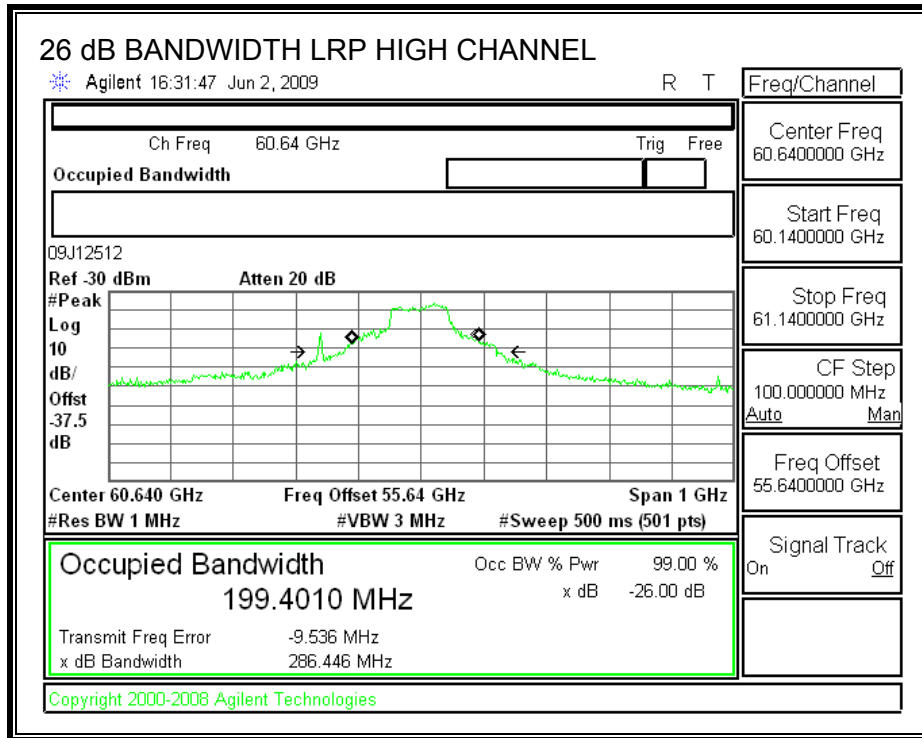 26 dB BANDWIDTH LRP HIGH CHANNEL
Agilent 16:31:47 Jun 2, 2009 R T
Ch Freq 60.64 GHz Trig Free
Occupied Bandwidth
09J12512
Ref -30 dBm Atten 20 dB
#Peak
Log
10
dB/
Offst
-37.5
dB
Center 60.640 GHz Freq Offset 55.64 GHz Span 1 GHz
#Res BW 1 MHz #VBW 3 MHz #Sweep 500 ms (501 pts)
Occupied Bandwidth Occ BW % Pwr 99.00 %
199.4010 MHz x dB -26.00 dB
Transmit Freq Error -9.536 MHz
x dB Bandwidth 286.446 MHz
Copyright 2000-2008 Agilent Technologies
Freq/Channel
Center Freq
60.6400000 GHz
Start Freq
60.1400000 GHz
Stop Freq
61.1400000 GHz
CF Step
100.000000 MHz
Auto Man
Freq Offset
55.6400000 GHz
Signal Track
On Off